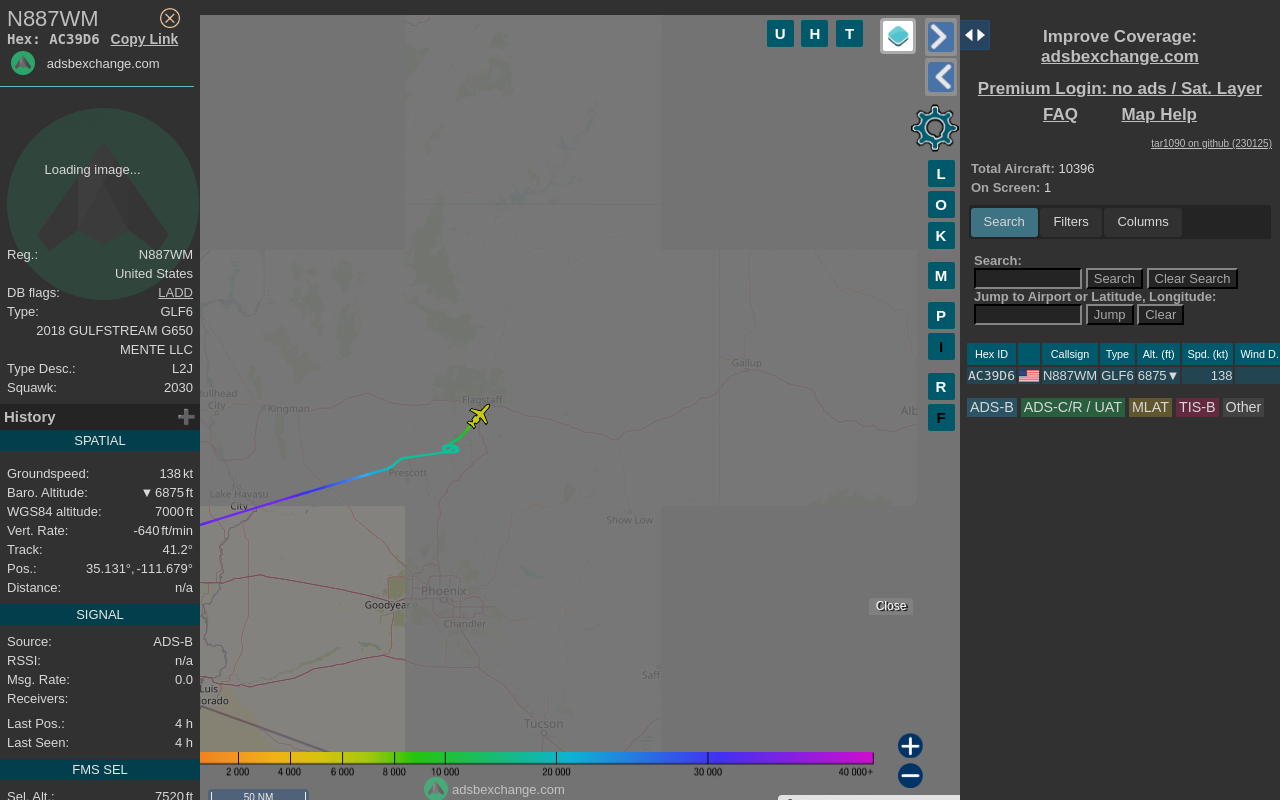 N887WM
Hex: AC39D6 Copy Link
adsbexchange.com
Loading image...
Reg.: N887WM
United States
DB flags: LADD
Type: GLF6
2018 GULFSTREAM G650
MENTE LLC
Type Desc.: L2J
Squawk: 2030
History
SPATIAL
Groundspeed: 138 kt
Baro. Altitude: ▼ 6875 ft
WGS84 altitude: 7000 ft
Vert. Rate: -640 ft/min
Track: 41.2°
Pos.: 35.131°, -111.679°
Distance: n/a
SIGNAL
Source: ADS-B
RSSI: n/a
Msg. Rate: 0.0
Receivers:
Last Pos.: 4 h
Last Seen: 4 h
FMS SEL
Sel. Alt.: 7520 ft
U H T
L
O
K
M
P
I
R
F
Gallup
ullhead
City
Kingman
Flagstaff
Alb
Prescott
Lake Havasu
City
Show Low
Phoenix
Goodyear
Chandler
Saff
Luis
orado
Tucson
Close
2 000 4 000 6 000 8 000 10 000 20 000 30 000 40 000+
adsbexchange.com
50 NM
Improve Coverage:
adsbexchange.com
Premium Login: no ads / Sat. Layer
FAQ Map Help
tar1090 on github (230125)
Total Aircraft: 10396
On Screen: 1
Search Filters Columns
Search:
Search Clear Search
Jump to Airport or Latitude, Longitude:
Jump Clear
Hex ID Callsign Type Alt. (ft) Spd. (kt) Wind D.
AC39D6 N887WM GLF6 6875▼ 138
ADS-B ADS-C/R / UAT MLAT TIS-B Other